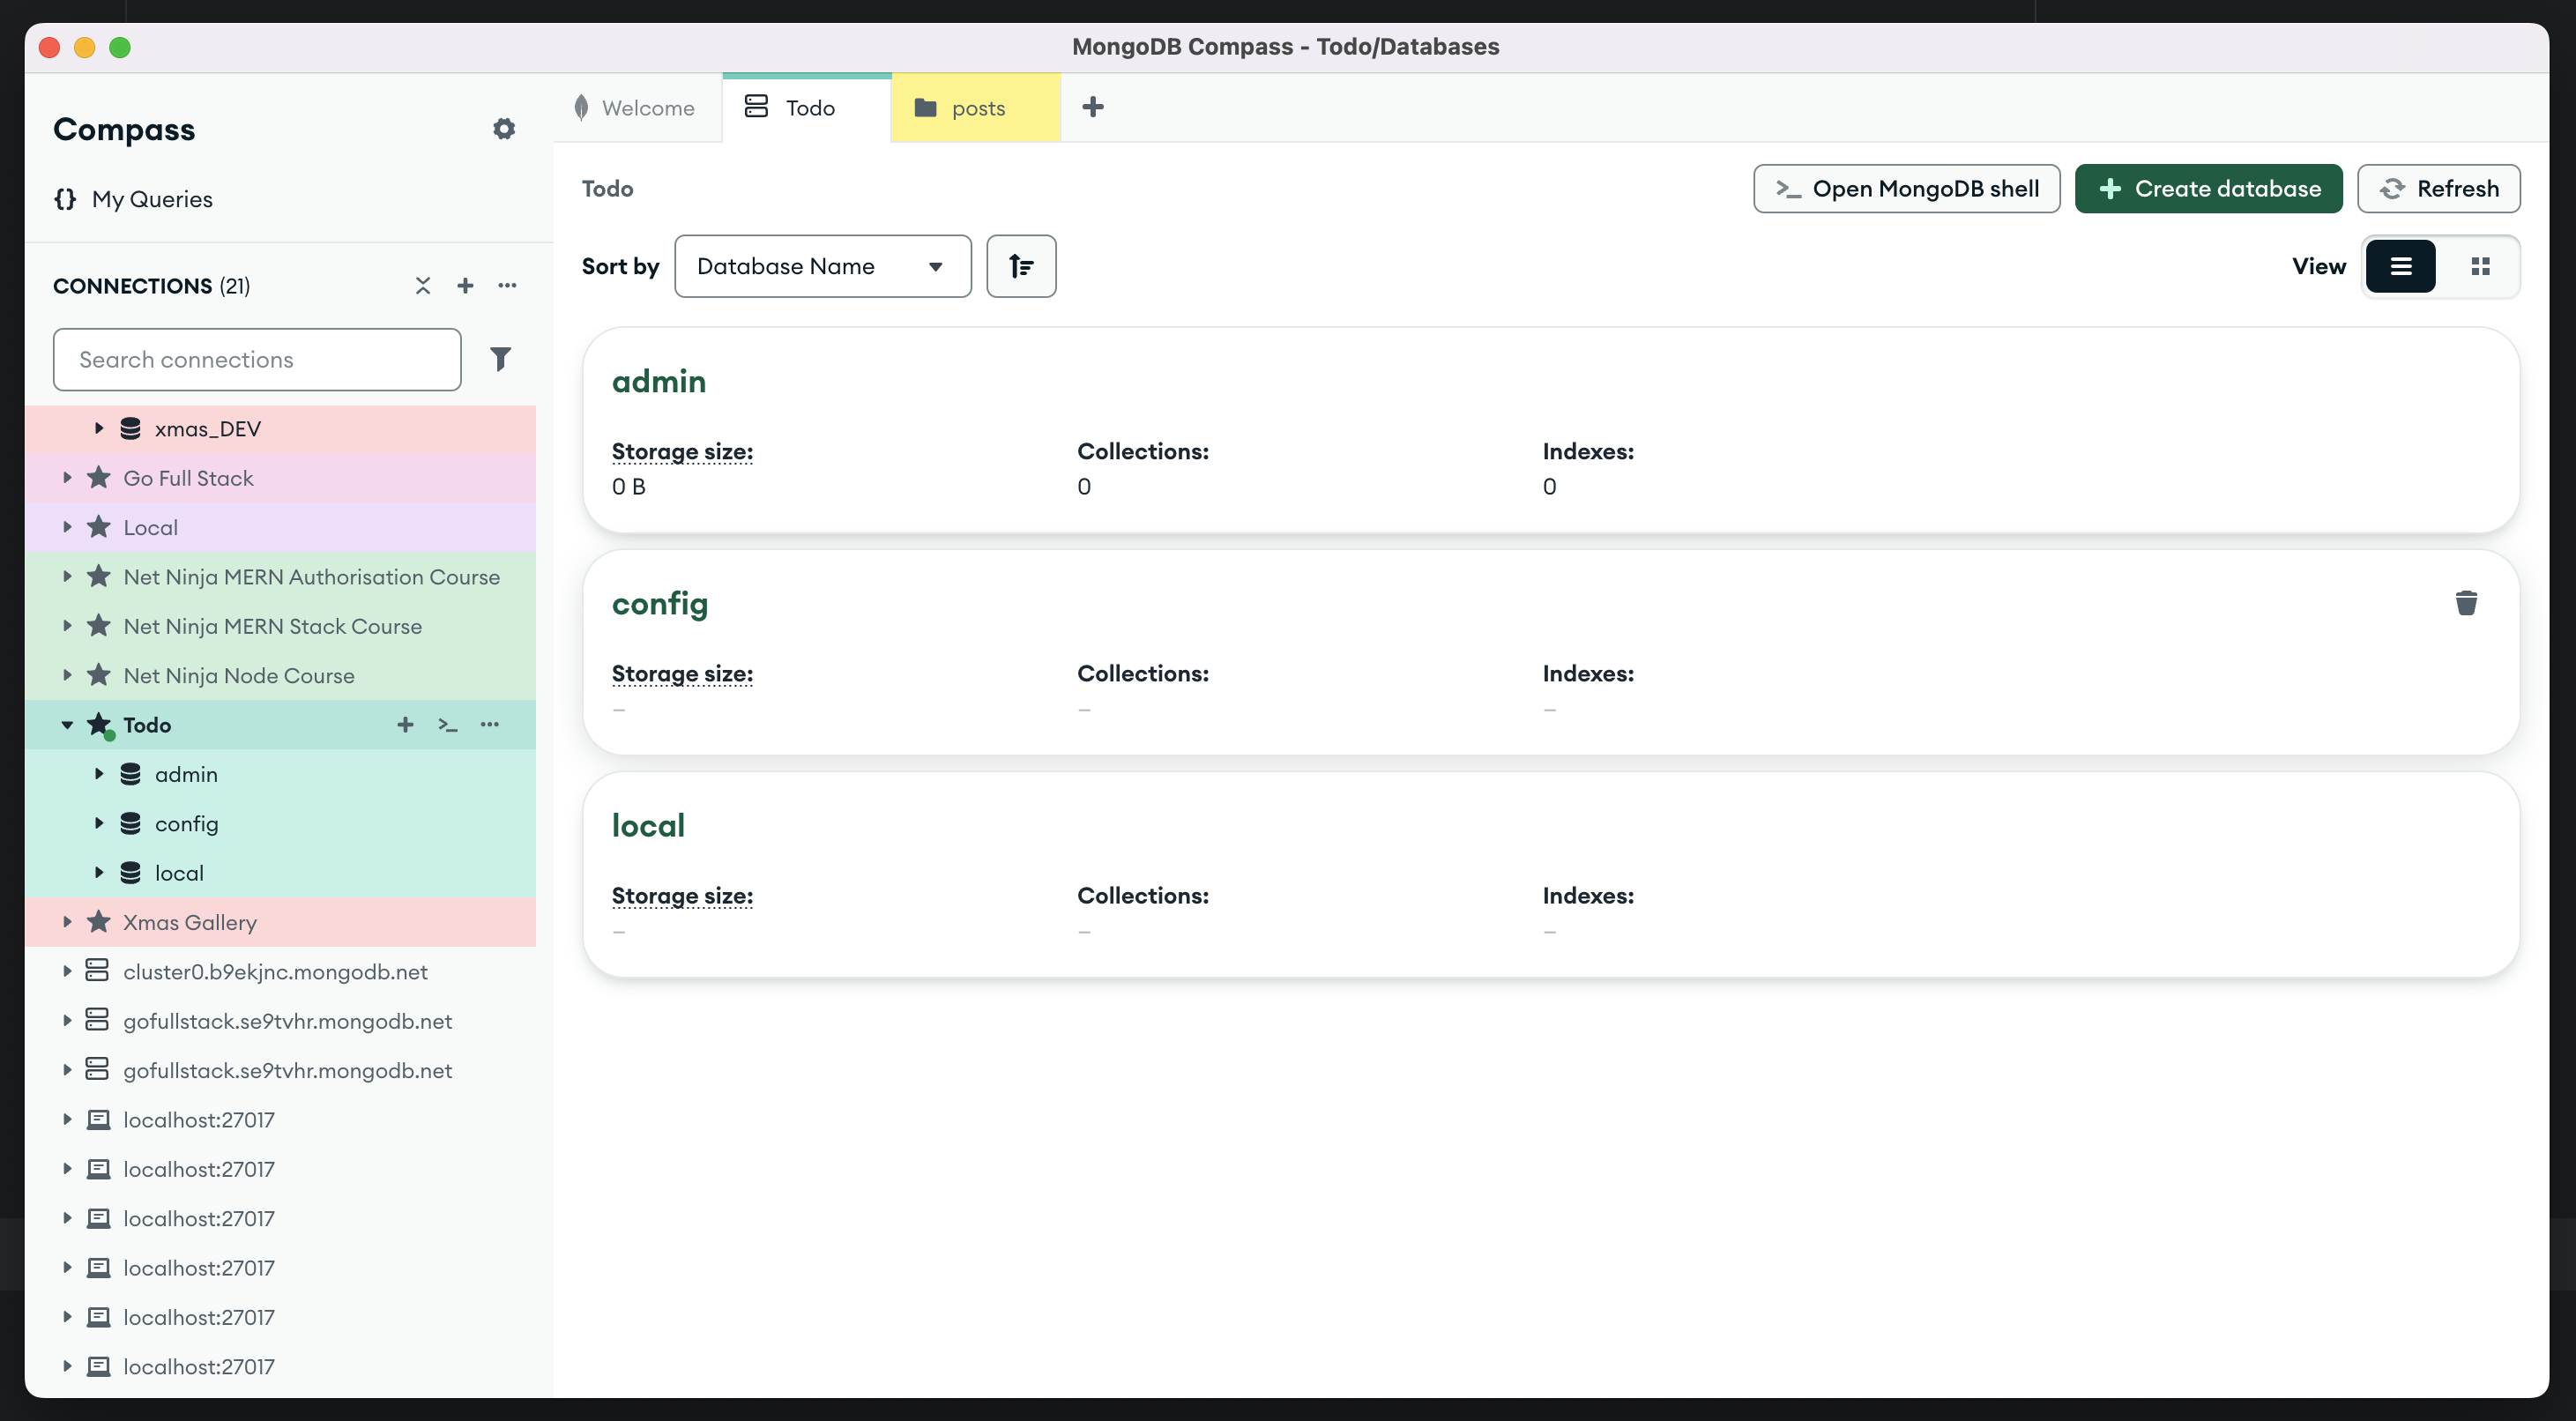 MongoDB Compass - Todo/Databases
Compass
My Queries
CONNECTIONS (21)
Search connections
xmas_DEV
Go Full Stack
Local
Net Ninja MERN Authorisation Course
Net Ninja MERN Stack Course
Net Ninja Node Course
Todo
admin
config
local
Xmas Gallery
cluster0.b9ekjnc.mongodb.net
gofullstack.se9tvhr.mongodb.net
gofullstack.se9tvhr.mongodb.net
localhost:27017
localhost:27017
localhost:27017
localhost:27017
localhost:27017
localhost:27017
Welcome Todo posts
Todo
Open MongoDB shell Create database Refresh
Sort by Database Name View
admin
Storage size: Collections: Indexes:
0 B 0 0
config
Storage size: Collections: Indexes:
– – –
local
Storage size: Collections: Indexes:
– – –